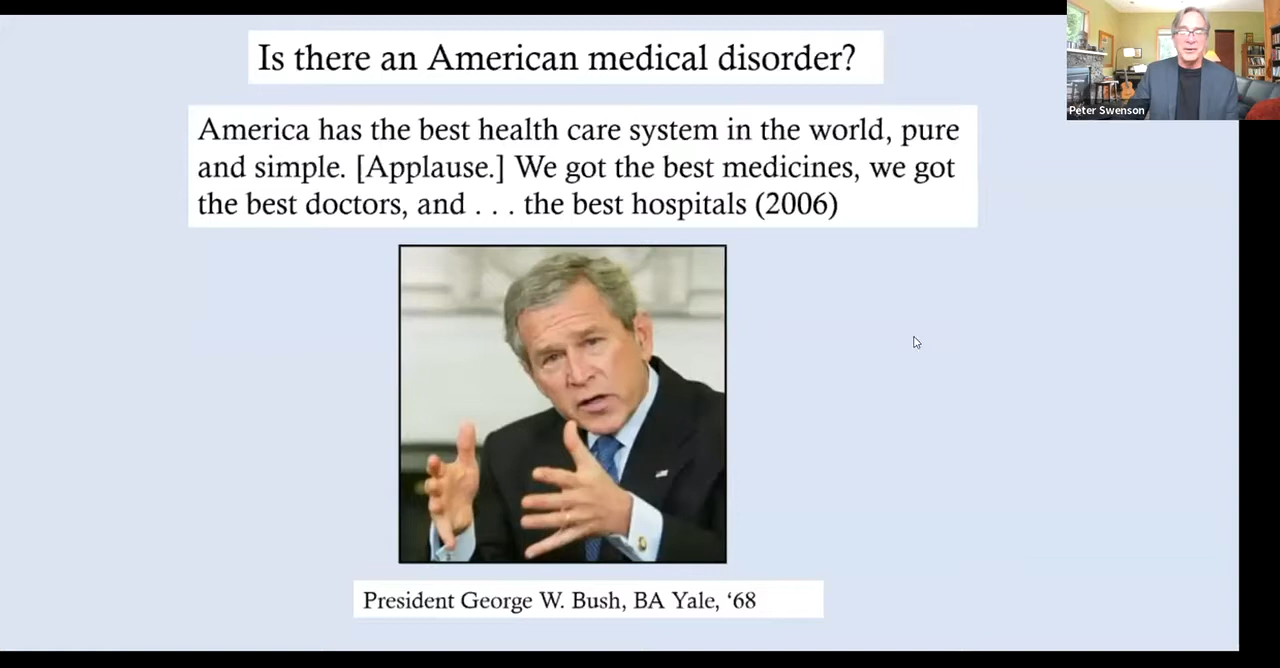 Is there an American medical disorder?
Peter Swenson
America has the best health care system in the world, pure
and simple. [Applause.] We got the best medicines, we got
the best doctors, and . . . the best hospitals (2006)
President George W. Bush, BA Yale, ‘68